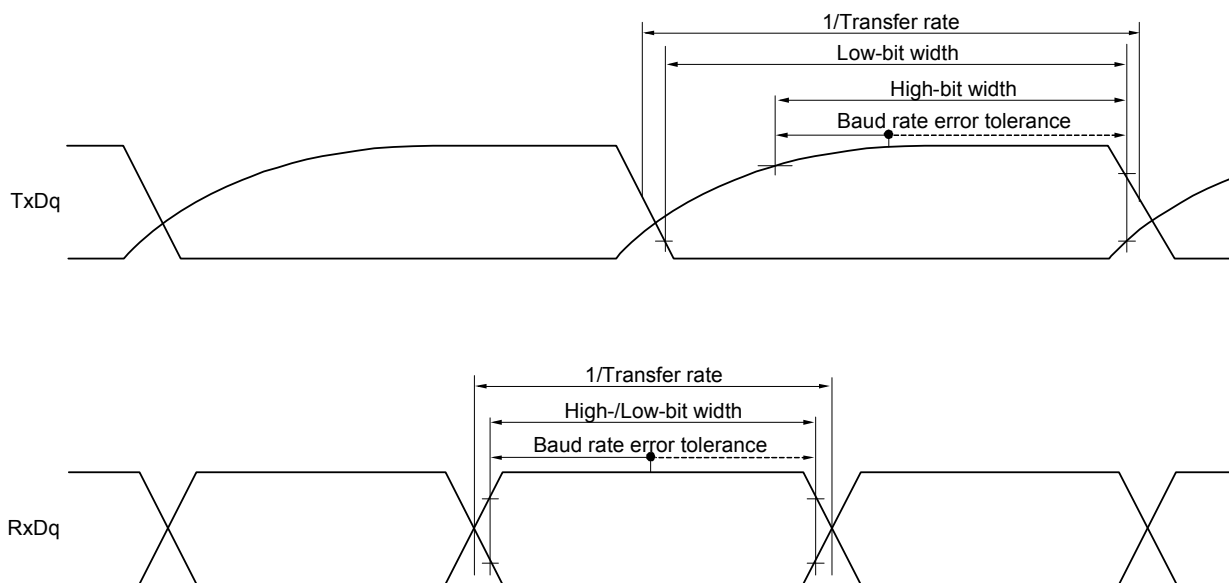 1/Transfer rate
Low-bit width
High-bit width
Baud rate error tolerance
TxDq
1/Transfer rate
High-/Low-bit width
Baud rate error tolerance
RxDq